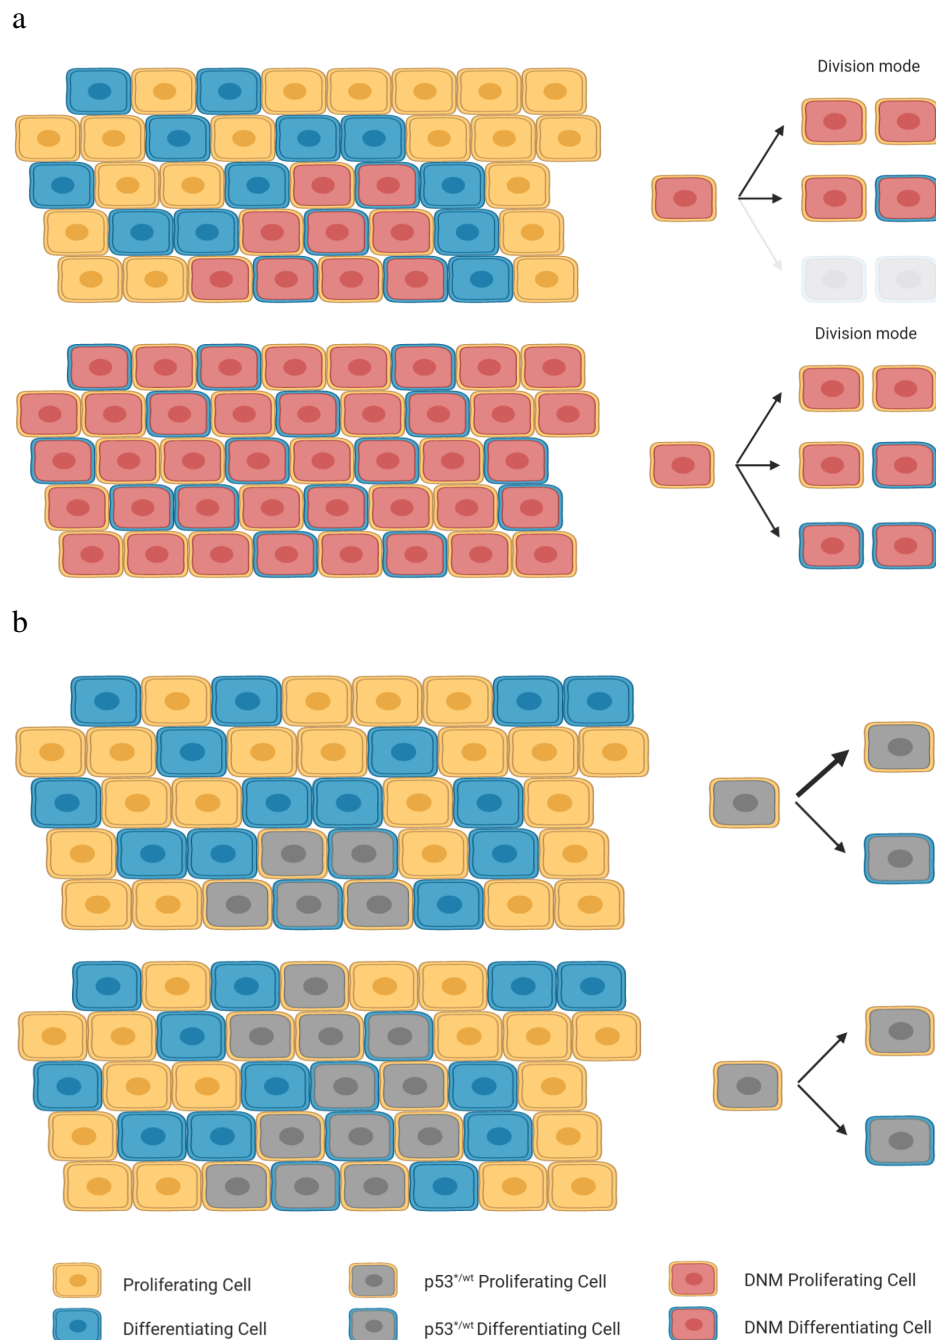 a
Division mode
Division mode
b
Proliferating Cell
p53*/wt Proliferating Cell
DNM Proliferating Cell
Differentiating Cell
p53*/wt Differentiating Cell
DNM Differentiating Cell